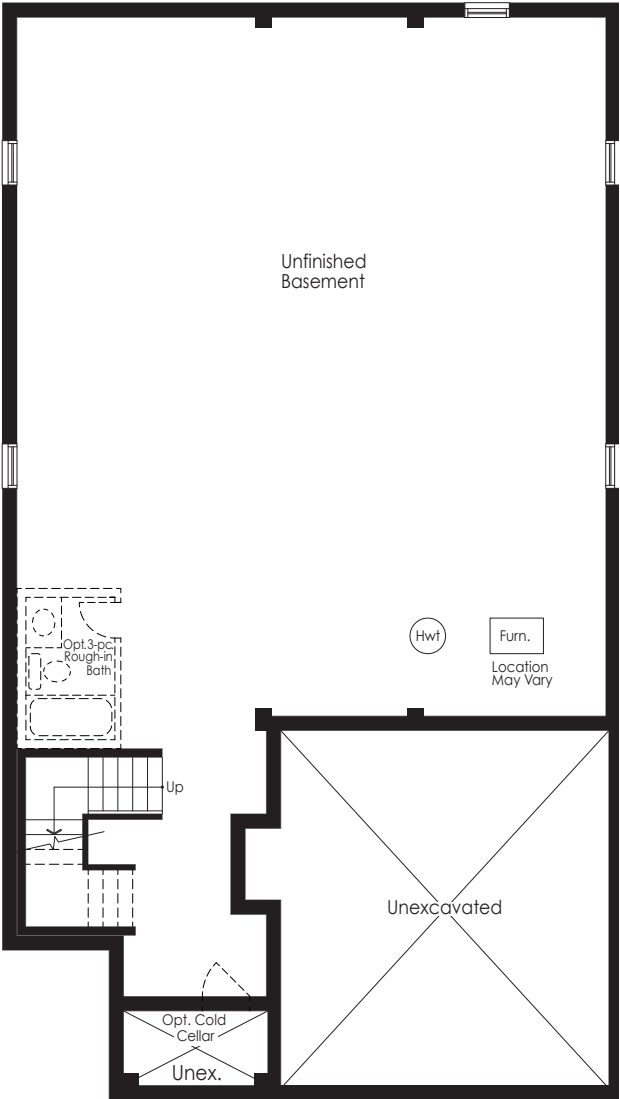 Unfinished
Basement
Opt.3-pc
Rough-in
Bath
Hwt
Furn.
Location
May Vary
Up
Unexcavated
Opt. Cold
Cellar
Unex.